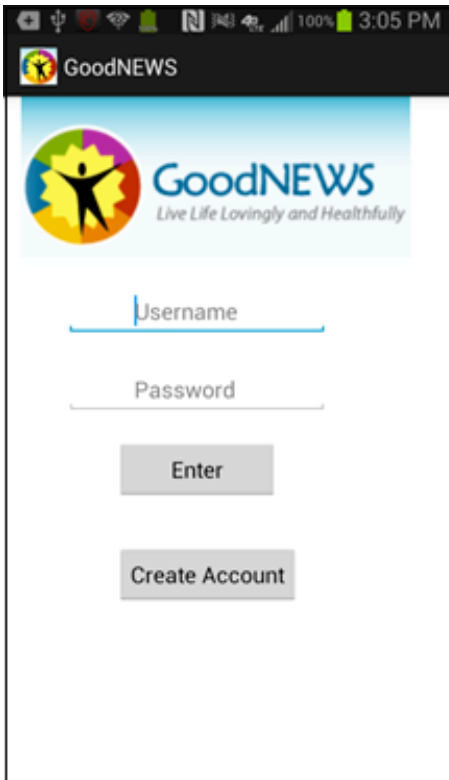 100% 3:05 PM
GoodNEWS
GoodNEWS
Live Life Lovingly and Healthfully
Username
Password
Enter
Create Account